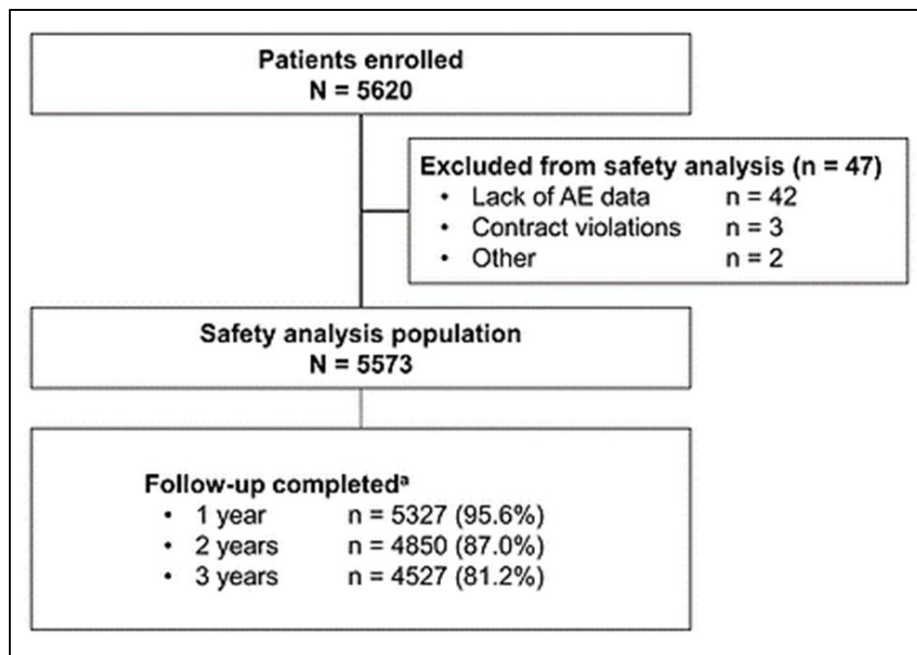 Patients enrolled
N = 5620
Excluded from safety analysis (n = 47)
• Lack of AE data n = 42
• Contract violations n = 3
• Other n = 2
Safety analysis population
N = 5573
Follow-up completedᵃ
• 1 year n = 5327 (95.6%)
• 2 years n = 4850 (87.0%)
• 3 years n = 4527 (81.2%)